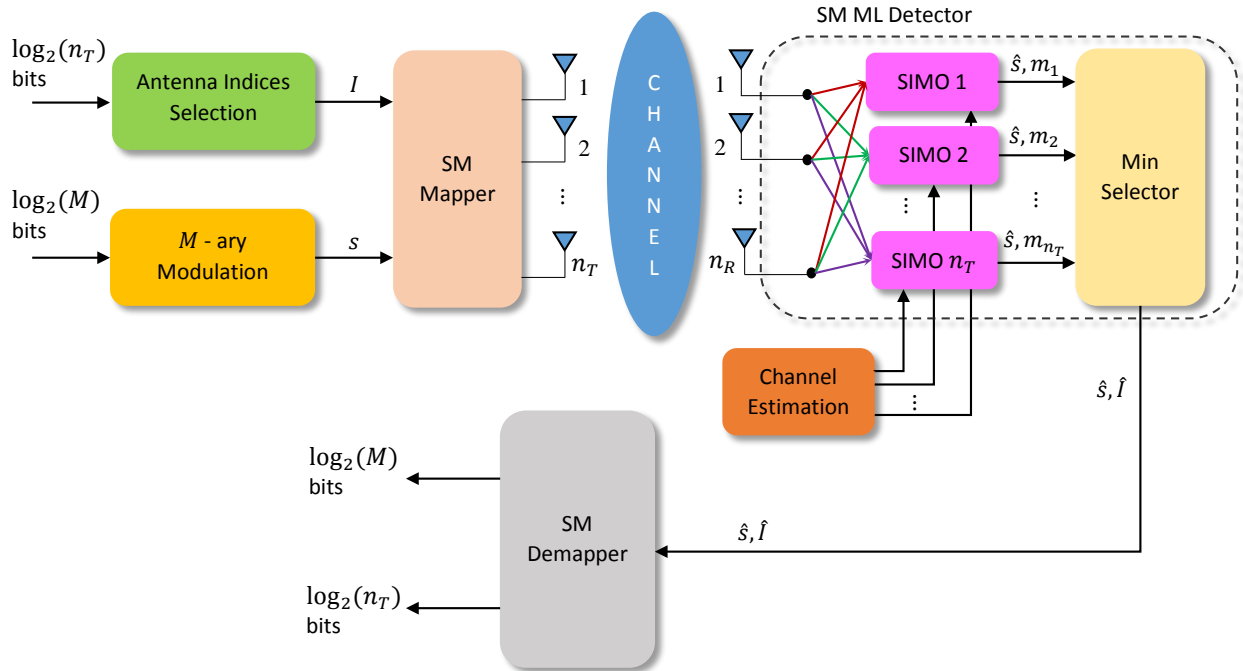 SM ML Detector
log₂(n_T)
bits
Antenna Indices
Selection
I
SM
Mapper
1
2
⋮
n_T
C
H
A
N
N
E
L
1
2
⋮
n_R
SIMO 1
SIMO 2
⋮
SIMO n_T
ŝ, m₁
ŝ, m₂
⋮
ŝ, m_{n_T}
Min
Selector
log₂(M)
bits
M - ary
Modulation
s
Channel
Estimation
⋮
ŝ, Î
log₂(M)
bits
SM
Demapper
ŝ, Î
log₂(n_T)
bits